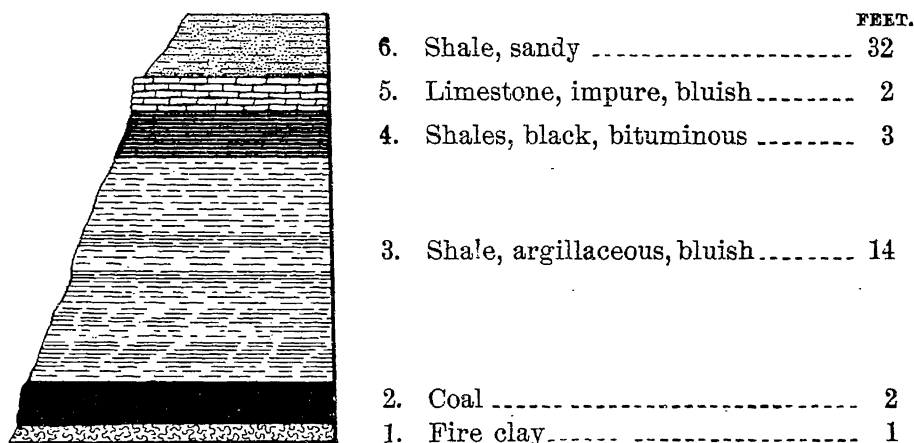 FEET.
6. Shale, sandy 32
5. Limestone, impure, bluish 2
4. Shales, black, bituminous 3
3. Shale, argillaceous, bluish 14
2. Coal 2
1. Fire clay 1